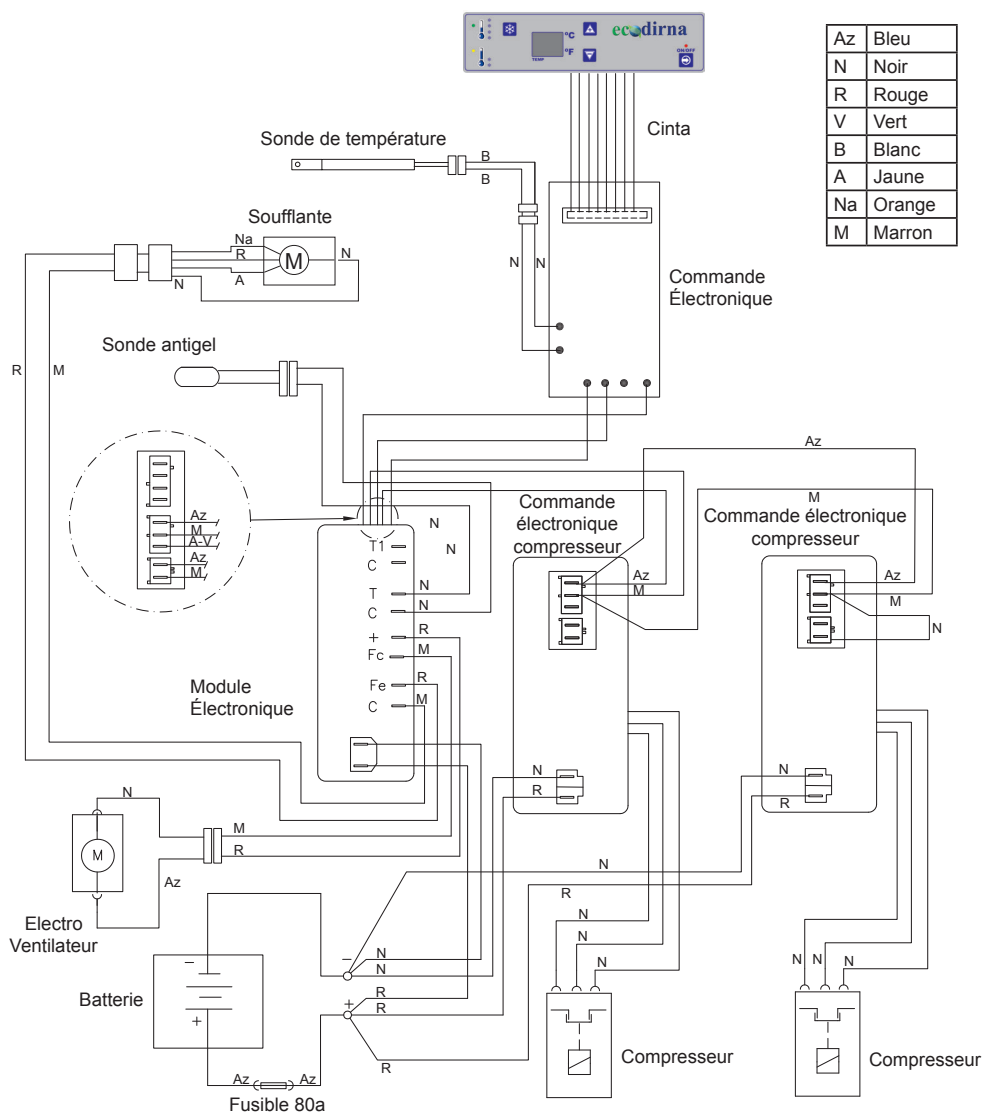 ecodirna
°C
°F
TEMP
ON/OFF
Az Bleu
N Noir
R Rouge
V Vert
B Blanc
A Jaune
Na Orange
M Marron
Cinta
Sonde de température
B
B
Soufflante
Na
R
A
N
M
N
N
N
Commande
Électronique
Sonde antigel
R
M
Az
M
A-V
Az
M
Az
M
N
N
Commande
électronique
compresseur
Commande électronique
compresseur
T1
C
T
N
C
N
+
R
Fc
M
Fe
R
C
M
Az
M
Az
M
N
Module
Électronique
N
R
N
R
N
M
R
Az
M
Electro
Ventilateur
N
R
–
N
N
+
R
R
R
Batterie
–
+
Az
Az
Fusible 80a
N
N
N
Compresseur
N
N
N
Compresseur